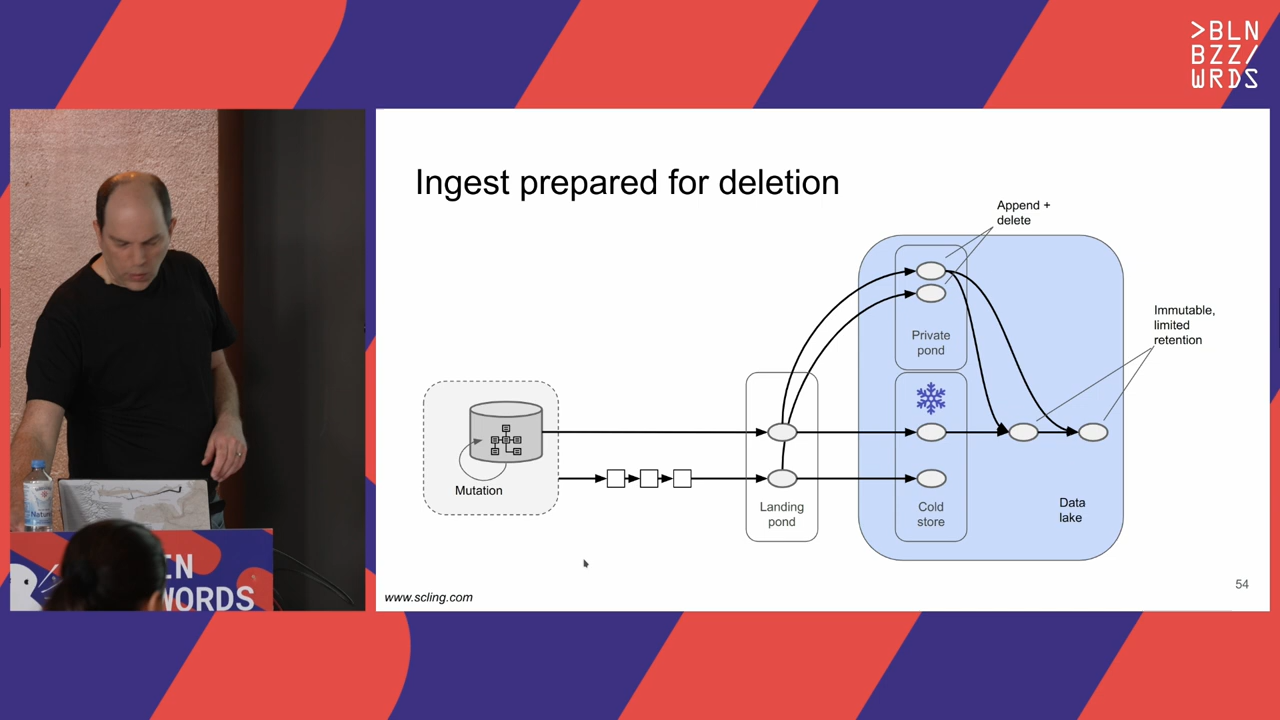 >BLN
BZZ/
WRDS
Ingest prepared for deletion
Append +
delete
Immutable,
limited
retention
Private
pond
Mutation
Landing
pond
Cold
store
Data
lake
www.scling.com
54
WORDS